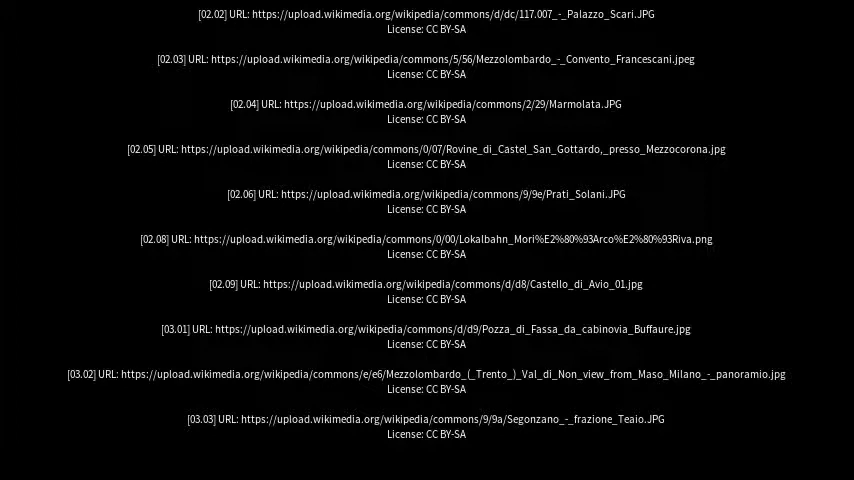 [02.02] URL: https://upload.wikimedia.org/wikipedia/commons/d/dc/117.007_-_Palazzo_Scari.JPG
License: CC BY-SA
[02.03] URL: https://upload.wikimedia.org/wikipedia/commons/5/56/Mezzolombardo_-_Convento_Francescani.jpeg
License: CC BY-SA
[02.04] URL: https://upload.wikimedia.org/wikipedia/commons/2/29/Marmolata.JPG
License: CC BY-SA
[02.05] URL: https://upload.wikimedia.org/wikipedia/commons/0/07/Rovine_di_Castel_San_Gottardo,_presso_Mezzocorona.jpg
License: CC BY-SA
[02.06] URL: https://upload.wikimedia.org/wikipedia/commons/9/9e/Prati_Solani.JPG
License: CC BY-SA
[02.08] URL: https://upload.wikimedia.org/wikipedia/commons/0/00/Lokalbahn_Mori%E2%80%93Arco%E2%80%93Riva.png
License: CC BY-SA
[02.09] URL: https://upload.wikimedia.org/wikipedia/commons/d/d8/Castello_di_Avio_01.jpg
License: CC BY-SA
[03.01] URL: https://upload.wikimedia.org/wikipedia/commons/d/d9/Pozza_di_Fassa_da_cabinovia_Buffaure.jpg
License: CC BY-SA
[03.02] URL: https://upload.wikimedia.org/wikipedia/commons/e/e6/Mezzolombardo_(_Trento_)_Val_di_Non_view_from_Maso_Milano_-_panoramio.jpg
License: CC BY-SA
[03.03] URL: https://upload.wikimedia.org/wikipedia/commons/9/9a/Segonzano_-_frazione_Teaio.JPG
License: CC BY-SA